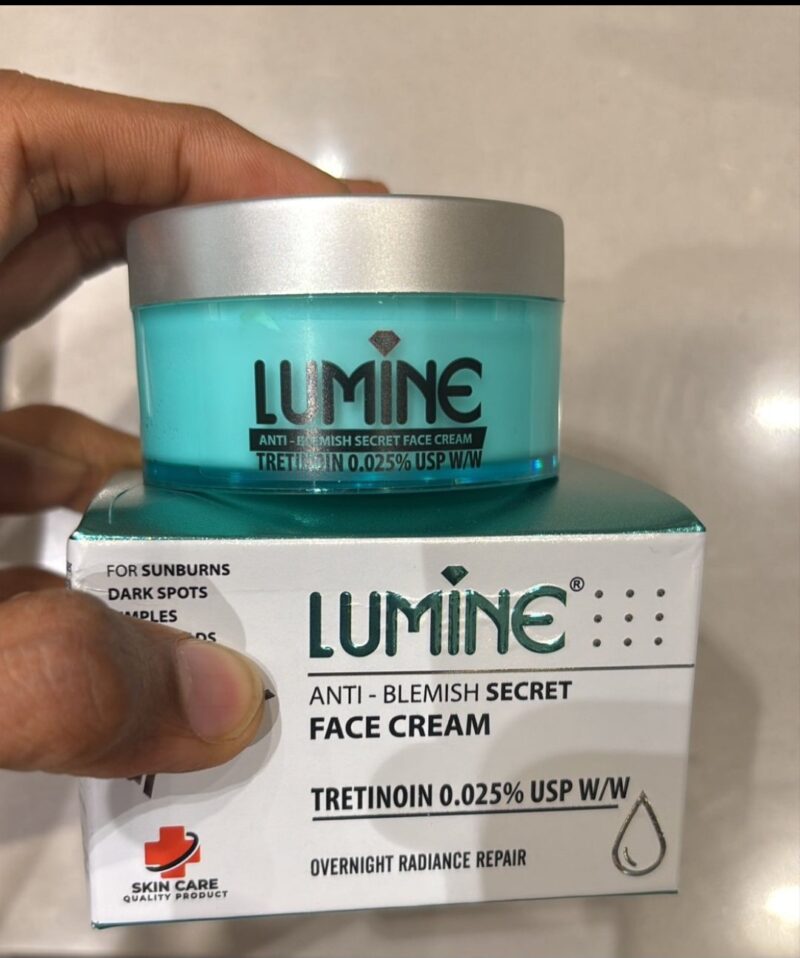 LUMINE
ANTI - BLEMISH SECRET FACE CREAM
TRETINOIN 0.025% USP W/W
FOR SUNBURNS
DARK SPOTS
LUMINE®
ANTI - BLEMISH SECRET
FACE CREAM
TRETINOIN 0.025% USP W/W
OVERNIGHT RADIANCE REPAIR
SKIN CARE
QUALITY PRODUCT